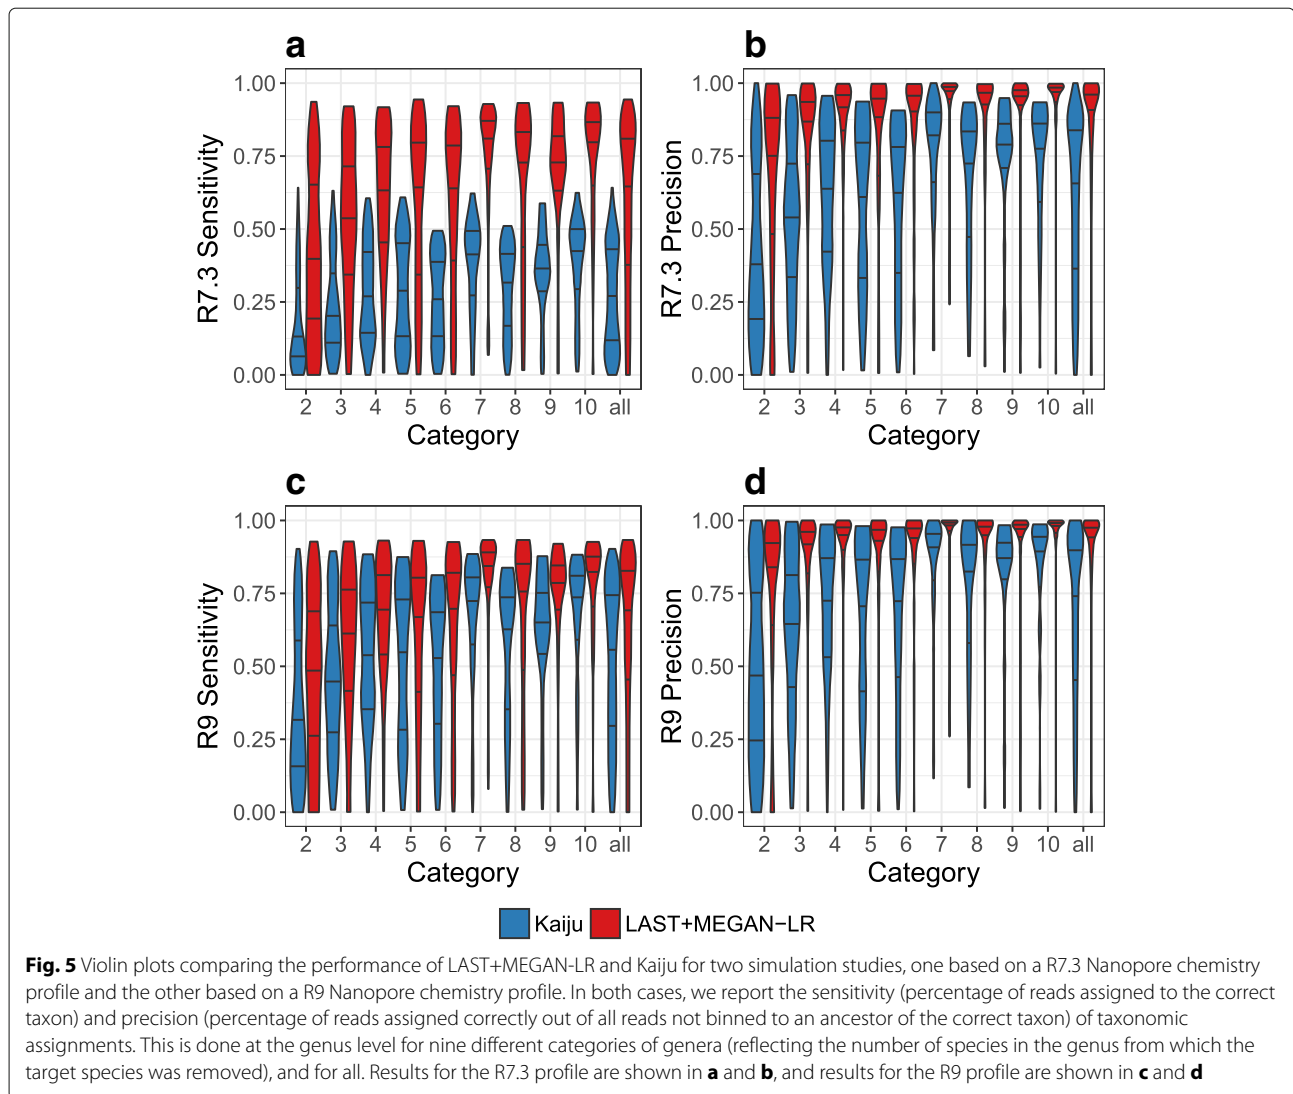 a
R7.3 Sensitivity
1.00
0.75
0.50
0.25
0.00
2 3 4 5 6 7 8 9 10 all
Category
b
R7.3 Precision
1.00
0.75
0.50
0.25
0.00
2 3 4 5 6 7 8 9 10 all
Category
c
R9 Sensitivity
1.00
0.75
0.50
0.25
0.00
2 3 4 5 6 7 8 9 10 all
Category
d
R9 Precision
1.00
0.75
0.50
0.25
0.00
2 3 4 5 6 7 8 9 10 all
Category
Kaiju LAST+MEGAN−LR
Fig. 5 Violin plots comparing the performance of LAST+MEGAN-LR and Kaiju for two simulation studies, one based on a R7.3 Nanopore chemistry
profile and the other based on a R9 Nanopore chemistry profile. In both cases, we report the sensitivity (percentage of reads assigned to the correct
taxon) and precision (percentage of reads assigned correctly out of all reads not binned to an ancestor of the correct taxon) of taxonomic
assignments. This is done at the genus level for nine different categories of genera (reflecting the number of species in the genus from which the
target species was removed), and for all. Results for the R7.3 profile are shown in a and b, and results for the R9 profile are shown in c and d